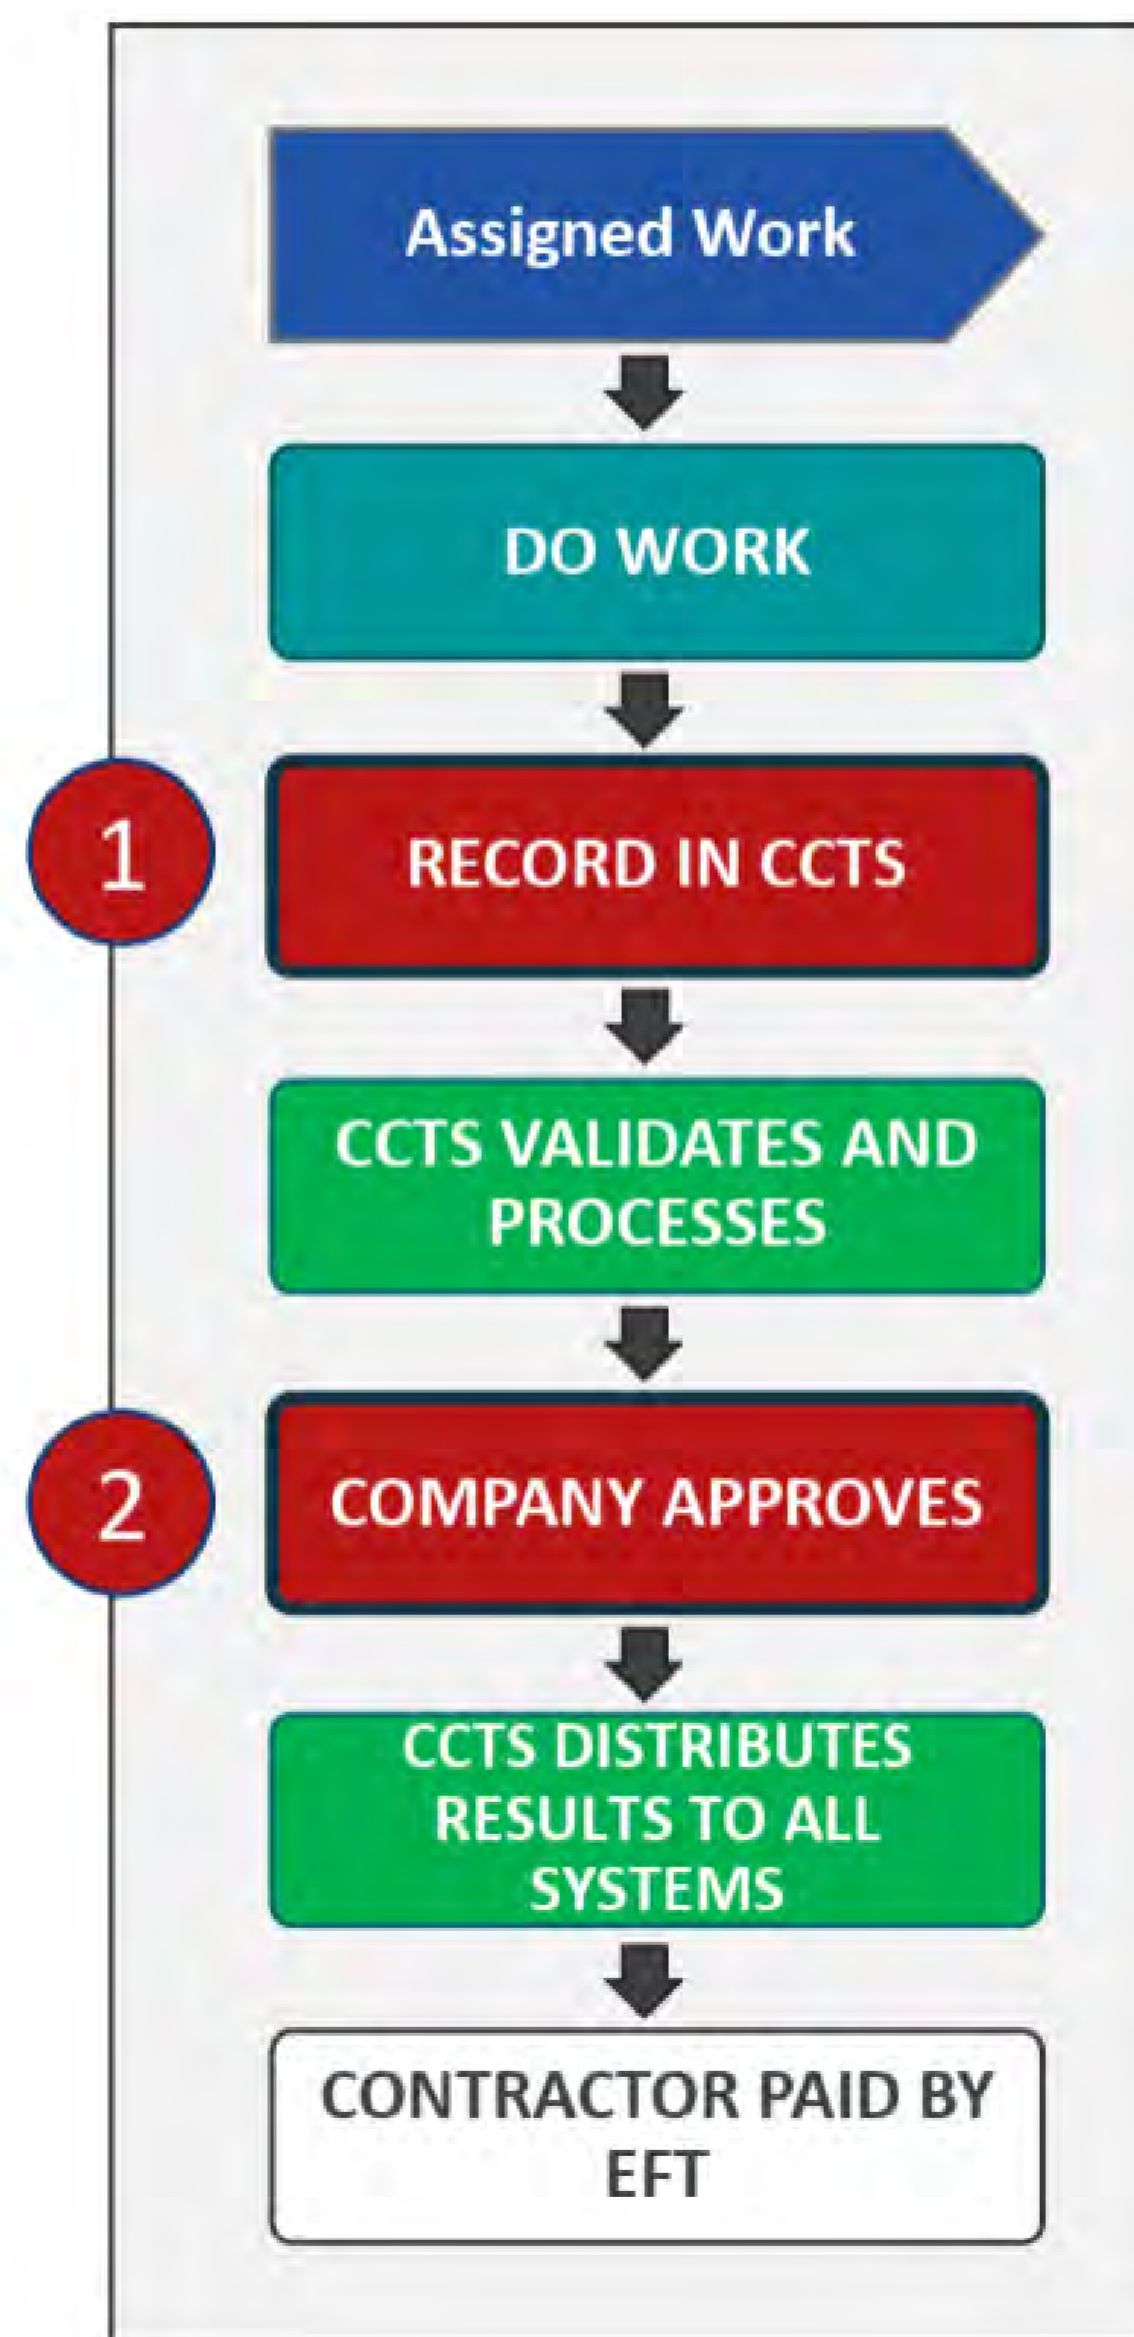 Assigned Work
DO WORK
1
RECORD IN CCTS
CCTS VALIDATES AND
PROCESSES
2
COMPANY APPROVES
CCTS DISTRIBUTES
RESULTS TO ALL
SYSTEMS
CONTRACTOR PAID BY
EFT